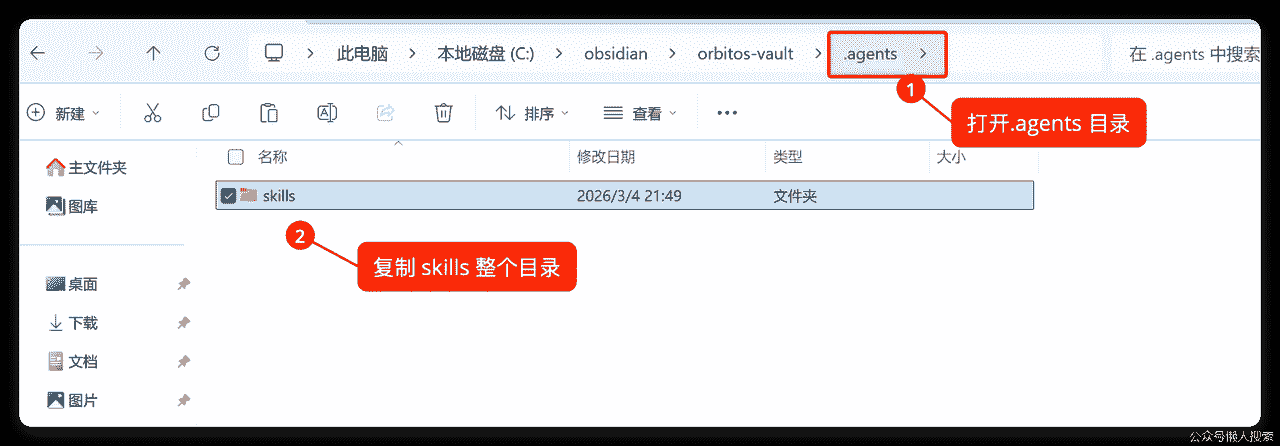 此电脑 本地磁盘 (C:) obsidian orbitos-vault .agents 在 .agents 中搜索
1
新建 排序 查看
打开.agents 目录
主文件夹
名称 修改日期 类型 大小
图库
skills 2026/3/4 21:49 文件夹
2
复制 skills 整个目录
桌面
下载
文档
图片
公众号懒人搜索